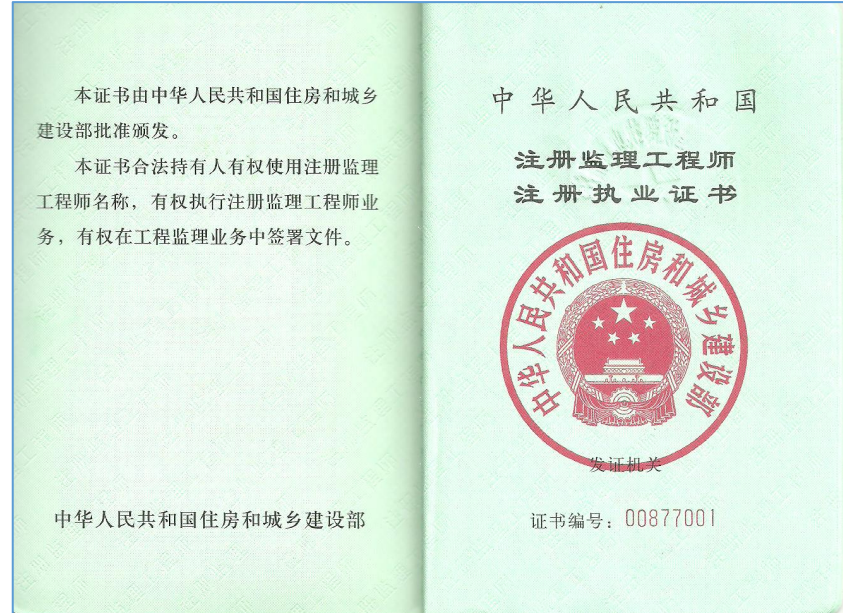 本证书由中华人民共和国住房和城乡
建设部批准颁发。
本证书合法持有人有权使用注册监理
工程师名称，有权执行注册监理工程师业
务，有权在工程监理业务中签署文件。
中华人民共和国住房和城乡建设部
中华人民共和国
注册监理工程师
注册执业证书
中华人民共和国住房和城乡建设部
发证机关
证书编号：00877001